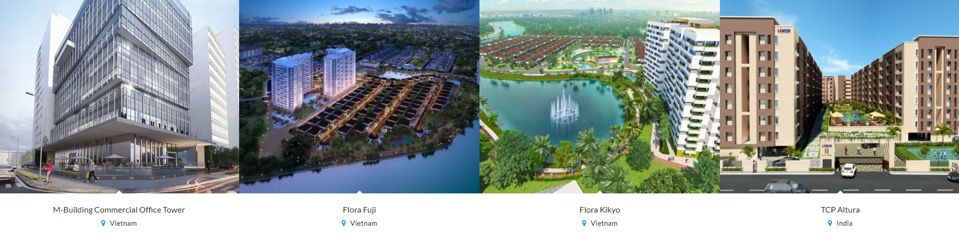 M-Building Commercial Office Tower
Vietnam
Flora Fuji
Vietnam
Flora Kikyo
Vietnam
TCP Altura
India